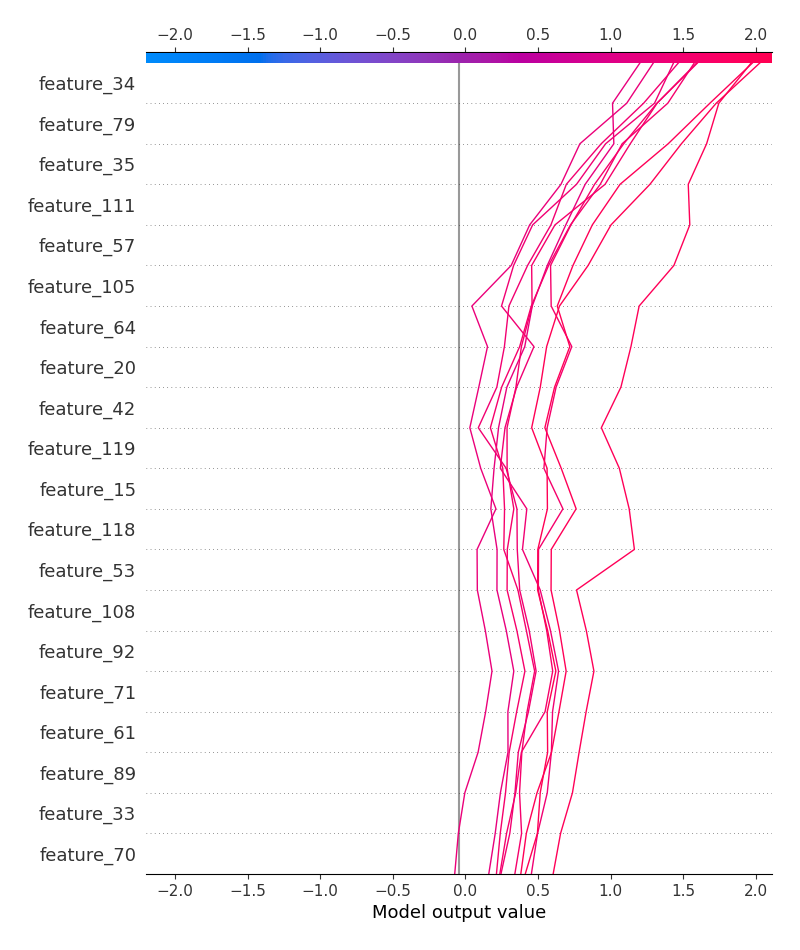 −2.0 −1.5 −1.0 −0.5 0.0 0.5 1.0 1.5 2.0
feature_34
feature_79
feature_35
feature_111
feature_57
feature_105
feature_64
feature_20
feature_42
feature_119
feature_15
feature_118
feature_53
feature_108
feature_92
feature_71
feature_61
feature_89
feature_33
feature_70
−2.0 −1.5 −1.0 −0.5 0.0 0.5 1.0 1.5 2.0
Model output value